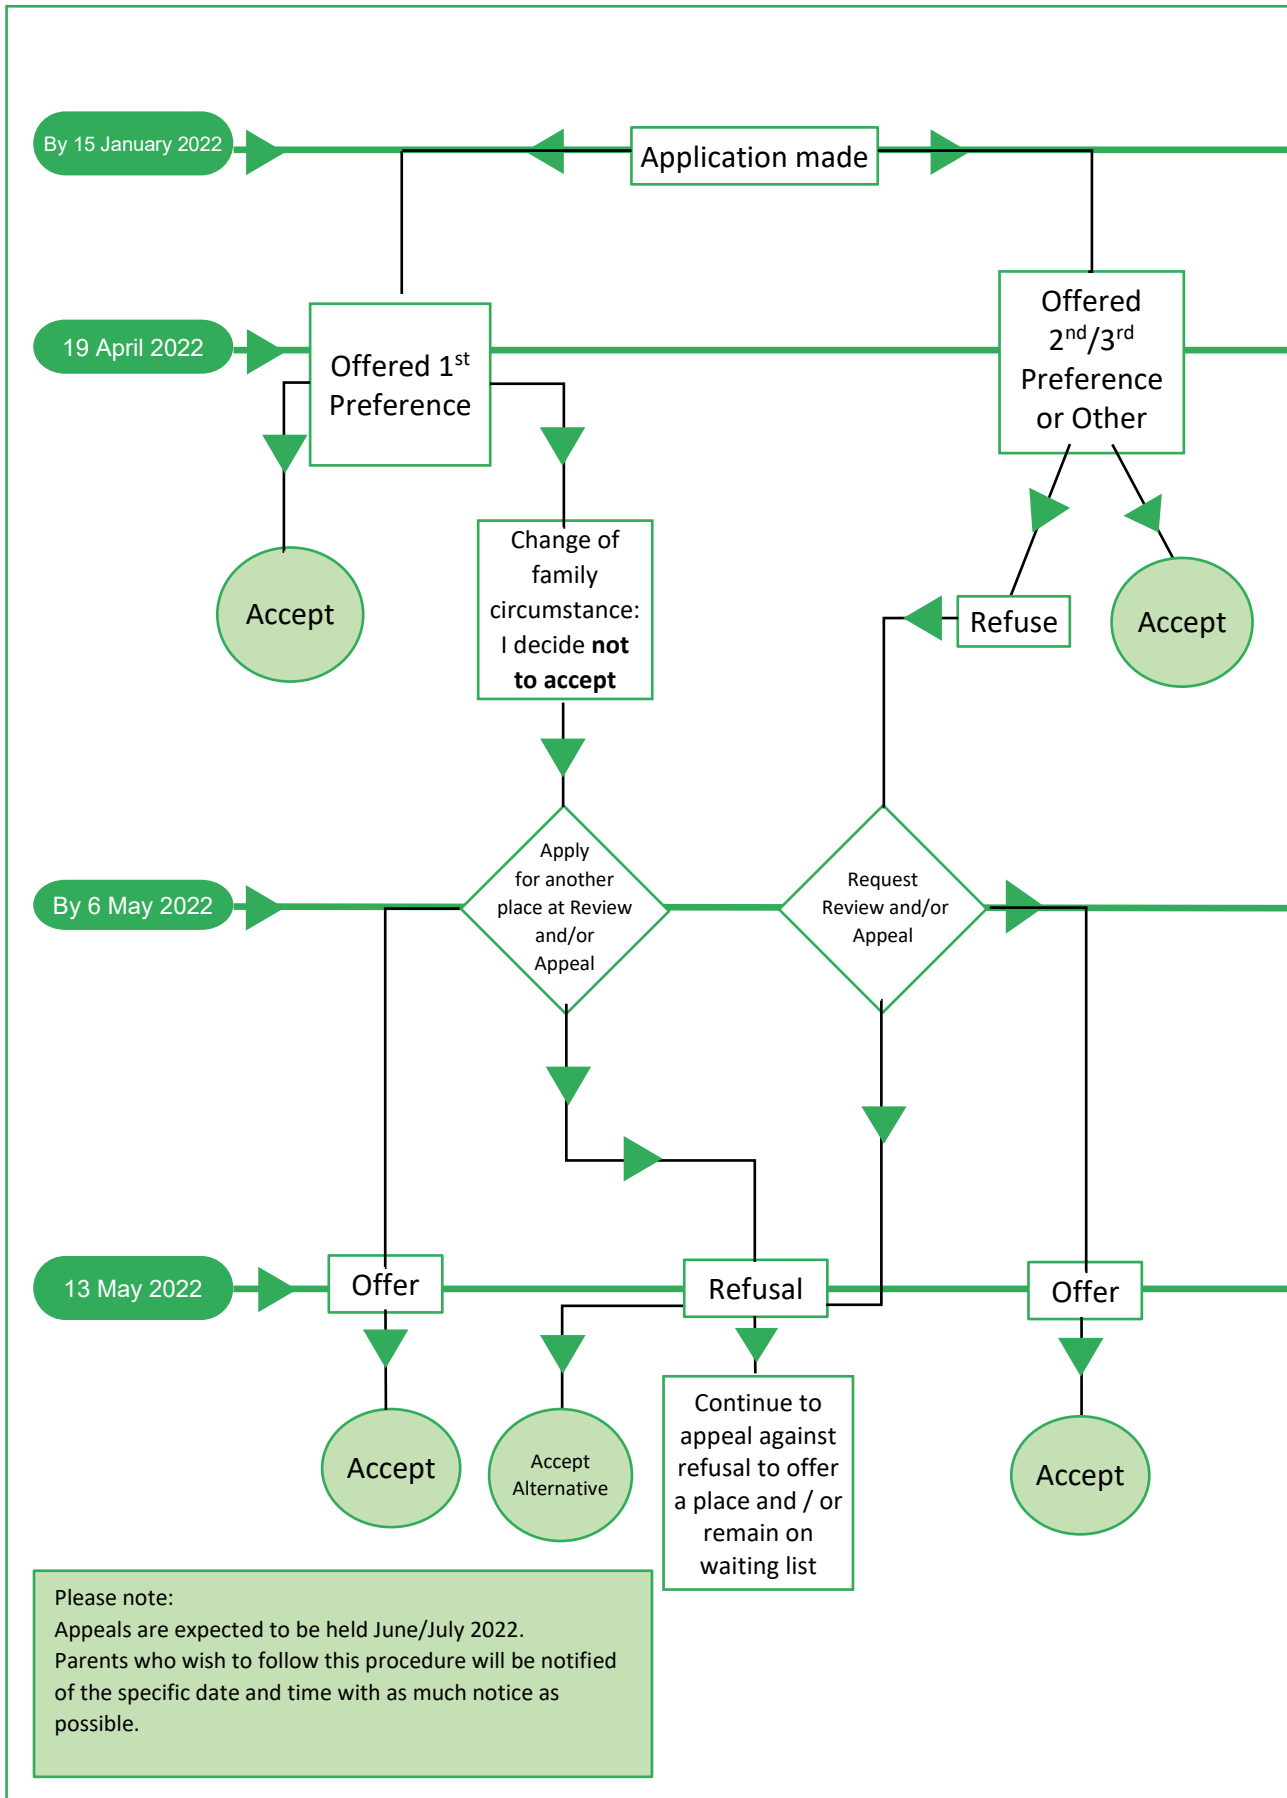 By 15 January 2022
Application made
19 April 2022
Offered 1st
Preference
Offered
2nd/3rd
Preference
or Other
Accept
Change of
family
circumstance:
I decide not
to accept
Refuse
Accept
By 6 May 2022
Apply
for another
place at Review
and/or
Appeal
Request
Review and/or
Appeal
13 May 2022
Offer
Refusal
Offer
Accept
Accept
Alternative
Continue to
appeal against
refusal to offer
a place and / or
remain on
waiting list
Accept
Please note:
Appeals are expected to be held June/July 2022.
Parents who wish to follow this procedure will be notified
of the specific date and time with as much notice as
possible.